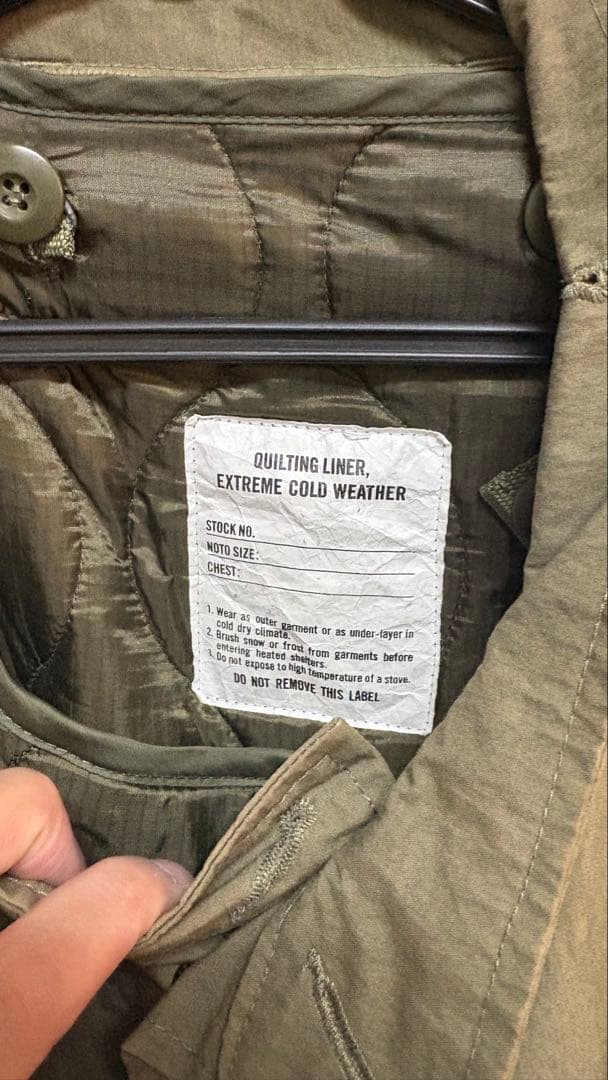 QUILTING LINER,
EXTREME COLD WEATHER
STOCK NO.
NOTO SIZE:
CHEST:
1. Wear as outer garment or as under-layer in
cold dry climate.
2. Brush snow or frost from garments before
entering heated shelters.
3. Do not expose to high temperature of a stove.
DO NOT REMOVE THIS LABEL